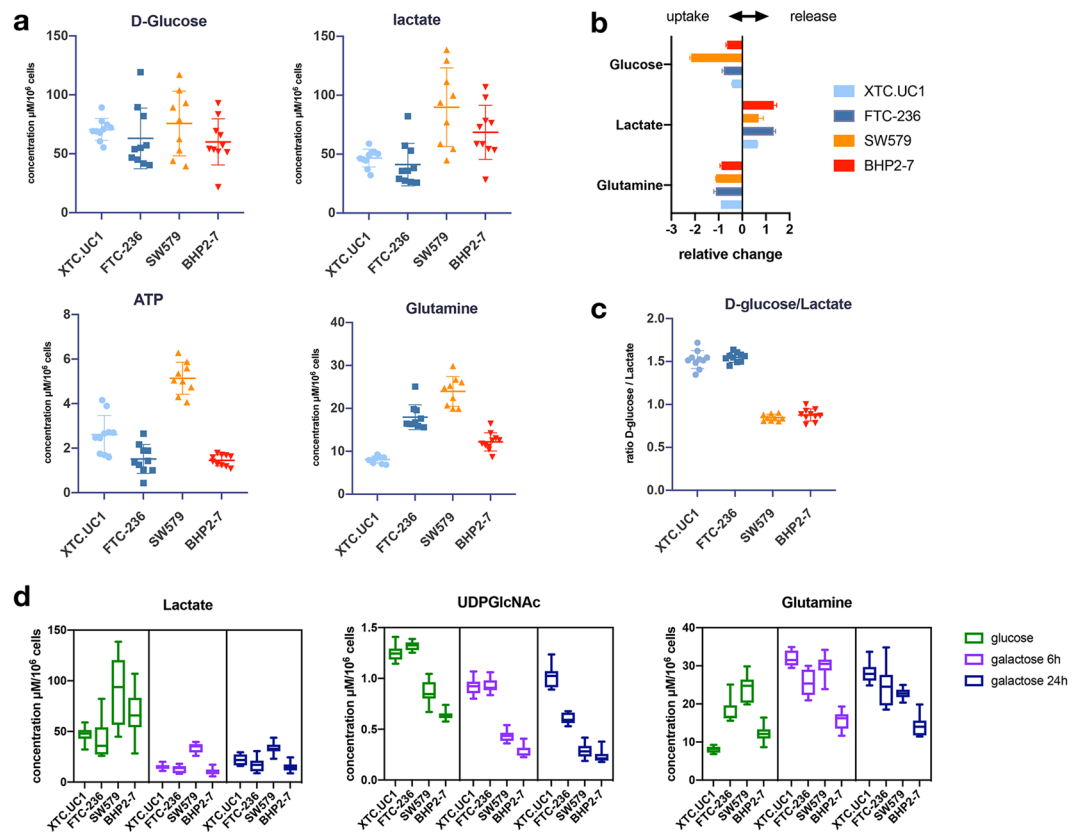 a
D-Glucose
concentration µM/10⁶ cells
150
100
50
0
XTC.UC1
FTC-236
SW579
BHP2-7
lactate
concentration µM/10⁶ cells
150
100
50
0
XTC.UC1
FTC-236
SW579
BHP2-7
b
uptake release
Glucose
Lactate
Glutamine
-3 -2 -1 0 1 2
relative change
XTC.UC1
FTC-236
SW579
BHP2-7
ATP
concentration µM/10⁶ cells
8
6
4
2
0
XTC.UC1
FTC-236
SW579
BHP2-7
Glutamine
concentration µM/10⁶ cells
40
30
20
10
0
XTC.UC1
FTC-236
SW579
BHP2-7
c
D-glucose/Lactate
ratio D-glucose / Lactate
2.0
1.5
1.0
0.5
0.0
XTC.UC1
FTC-236
SW579
BHP2-7
d
Lactate
concentration µM/10⁶ cells
150
100
50
0
XTC.UC1
FTC-236
SW579
BHP2-7
XTC.UC1
FTC-236
SW579
BHP2-7
XTC.UC1
FTC-236
SW579
BHP2-7
UDPGlcNAc
concentration µM/10⁶ cells
1.5
1.0
0.5
0.0
XTC.UC1
FTC-236
SW579
BHP2-7
XTC.UC1
FTC-236
SW579
BHP2-7
XTC.UC1
FTC-236
SW579
BHP2-7
Glutamine
concentration µM/10⁶ cells
40
30
20
10
0
XTC.UC1
FTC-236
SW579
BHP2-7
XTC.UC1
FTC-236
SW579
BHP2-7
XTC.UC1
FTC-236
SW579
BHP2-7
glucose
galactose 6h
galactose 24h